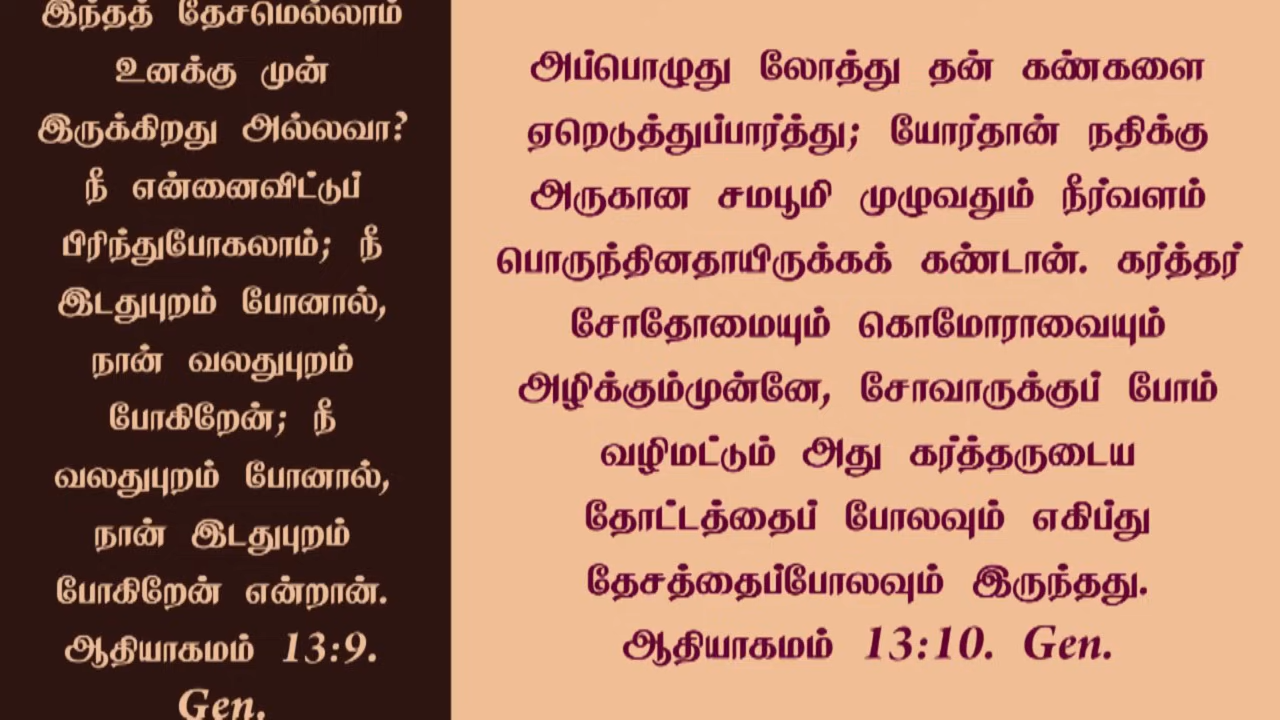 இந்தத் தேசமெல்லாம்
உனக்கு முன்
இருக்கிறது அல்லவா?
நீ என்னைவிட்டுப்
பிரிந்துபோகலாம்; நீ
இடதுபுறம் போனால்,
நான் வலதுபுறம்
போகிறேன்; நீ
வலதுபுறம் போனால்,
நான் இடதுபுறம்
போகிறேன் என்றான்.
ஆதியாகமம் 13:9.
Gen.
அப்பொழுது லோத்து தன் கண்களை
ஏறெடுத்துப்பார்த்து; யோர்தான் நதிக்கு
அருகான சமபூமி முழுவதும் நீர்வளம்
பொருந்தினதாயிருக்கக் கண்டான். கர்த்தர்
சோதோமையும் கொமோராவையும்
அழிக்கும்முன்னே, சோவாருக்குப் போம்
வழிமட்டும் அது கர்த்தருடைய
தோட்டத்தைப் போலவும் எகிப்து
தேசத்தைப்போலவும் இருந்தது.
ஆதியாகமம் 13:10. Gen.